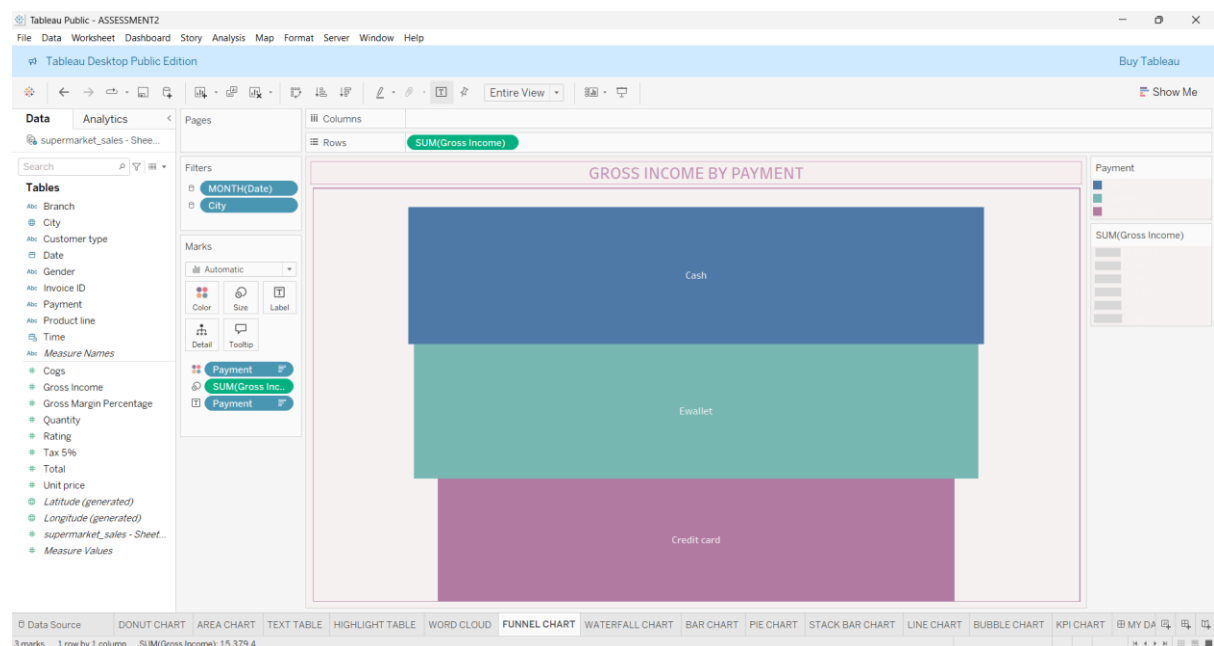 Tableau Public - ASSESSMENT2
File Data Worksheet Dashboard Story Analysis Map Format Server Window Help
Tableau Desktop Public Edition
Buy Tableau
Entire View
Show Me
Data
Analytics
supermarket_sales - Shee...
Search
Tables
Abc Branch
City
Abc Customer type
Date
Abc Gender
Abc Invoice ID
Abc Payment
Abc Product line
Time
Abc Measure Names
# Cogs
# Gross Income
# Gross Margin Percentage
# Quantity
# Rating
# Tax 5%
# Total
# Unit price
Latitude (generated)
Longitude (generated)
# supermarket_sales - Sheet...
# Measure Values
Pages
Filters
MONTH(Date)
City
Marks
Automatic
Color Size Label
Detail Tooltip
Payment
SUM(Gross Inc..
Payment
Columns
Rows
SUM(Gross Income)
GROSS INCOME BY PAYMENT
Cash
Ewallet
Credit card
Payment
SUM(Gross Income)
Data Source DONUT CHART AREA CHART TEXT TABLE HIGHLIGHT TABLE WORD CLOUD FUNNEL CHART WATERFALL CHART BAR CHART PIE CHART STACK BAR CHART LINE CHART BUBBLE CHART KPI CHART MY DA
3 marks 1 row by 1 column SUM(Gross Income): 15,379.4